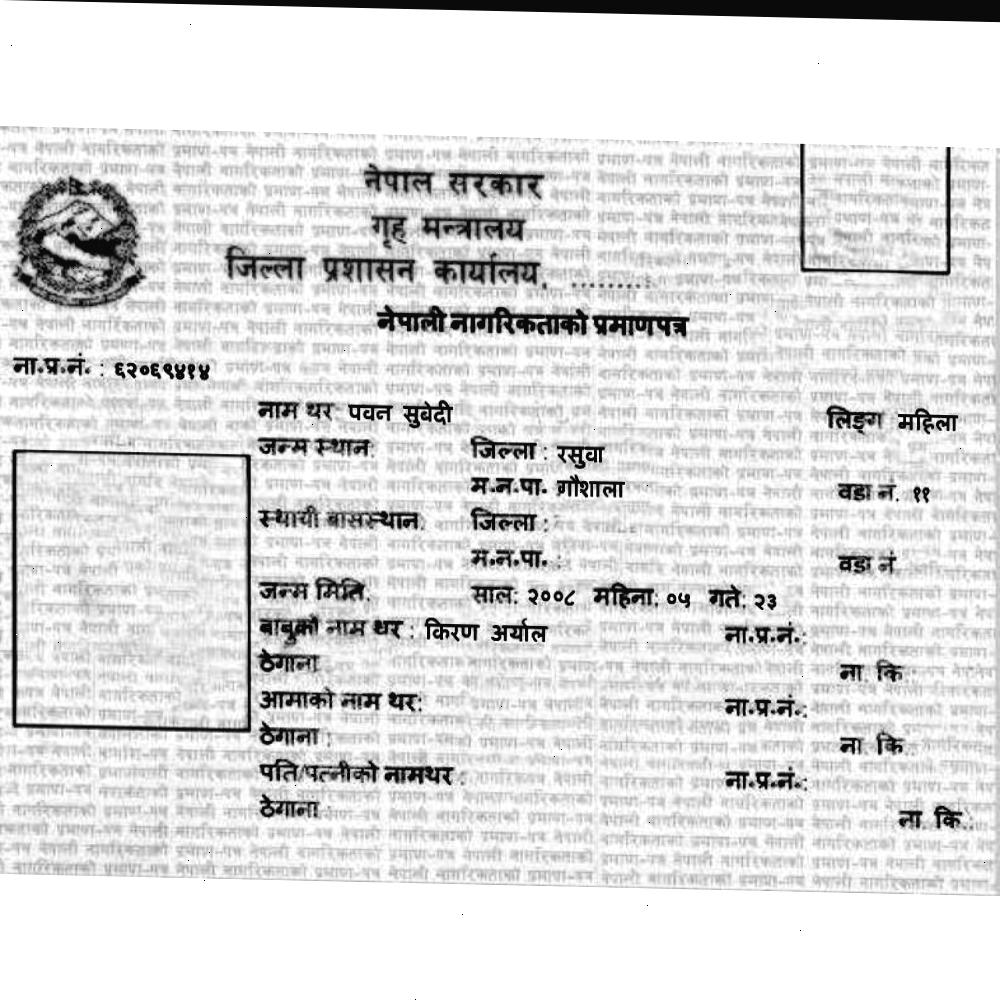 नेपाल सरकार
गृह मन्त्रालय
जिल्ला प्रशासन कार्यालय, .........
नेपाली नागरिकताको प्रमाणपत्र
ना.प्र.नं. : ६२०६९४१४
नाम थर: पवन सुबेदी लिङ्ग महिला
जन्म स्थान: जिल्ला : रसुवा
म.न.पा. गौशाला वडा नं. ११
स्थायी बासस्थान: जिल्ला :
म.न.पा. : वडा नं.
जन्म मिति: साल: २००८ महिना: ०५ गते: २३
बाबुको नाम थर : किरण अर्याल ना.प्र.नं.:
ठेगाना ना. कि.:
आमाको नाम थर: ना.प्र.नं.:
ठेगाना : ना. कि.:
पति/पत्नीको नामथर : ना.प्र.नं.:
ठेगाना : ना. कि.: